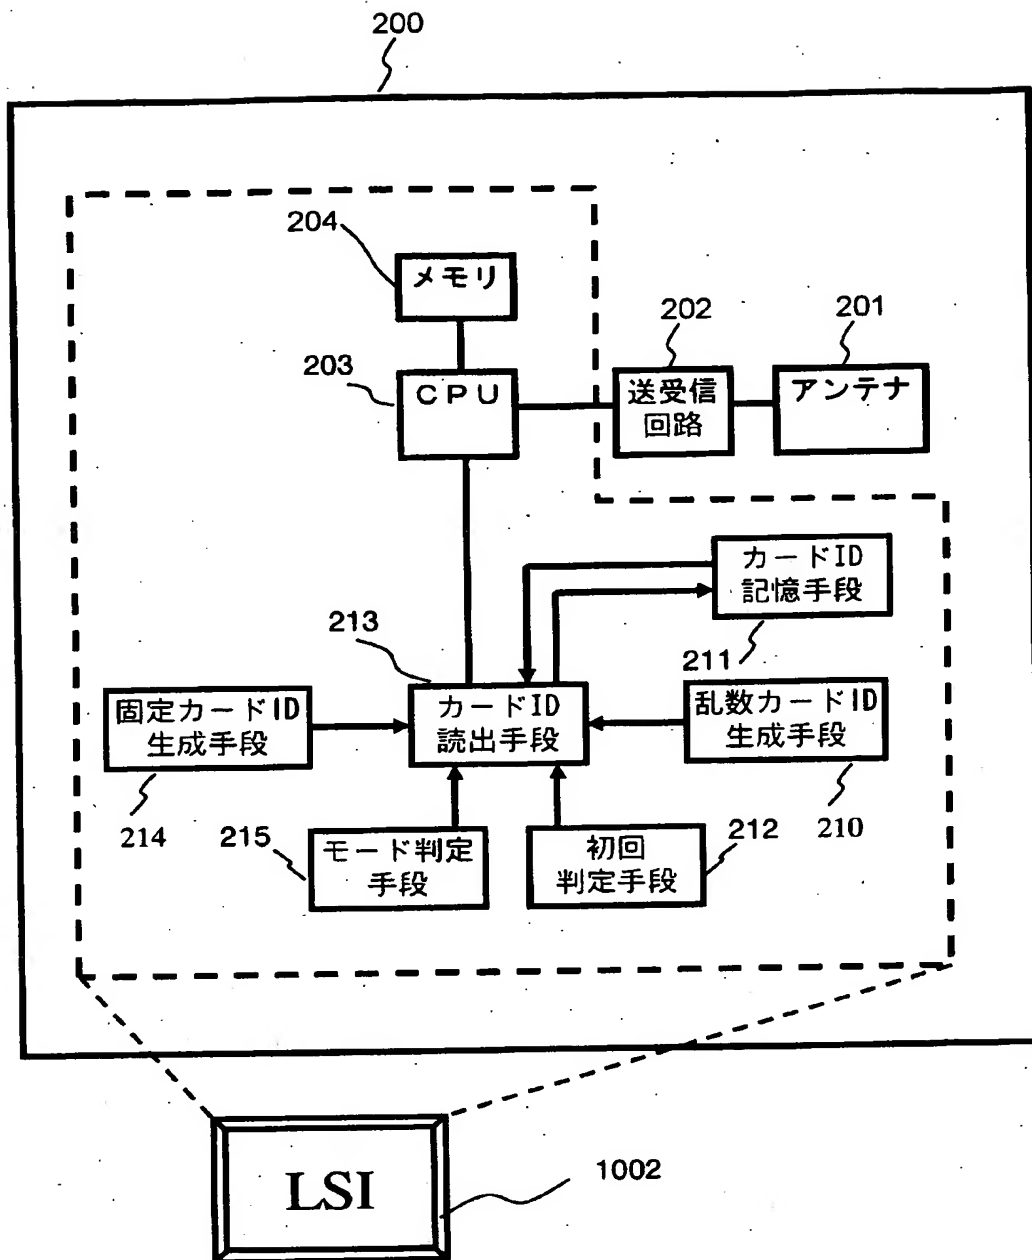 200
204
メモリ
202
201
203
CPU
送受信
回路
アンテナ
カードID
記憶手段
213
211
固定カードID
生成手段
カードID
読出手段
乱数カードID
生成手段
214
215
モード判定
手段
初回
判定手段
212
210
LSI
1002